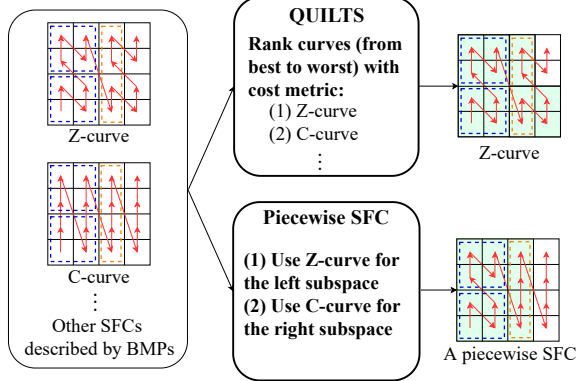 Z-curve
C-curve
⋮
Other SFCs
described by BMPs
QUILTS
Rank curves (from
best to worst) with
cost metric:
(1) Z-curve
(2) C-curve
⋮
Z-curve
Piecewise SFC
(1) Use Z-curve for
the left subspace
(2) Use C-curve for
the right subspace
A piecewise SFC